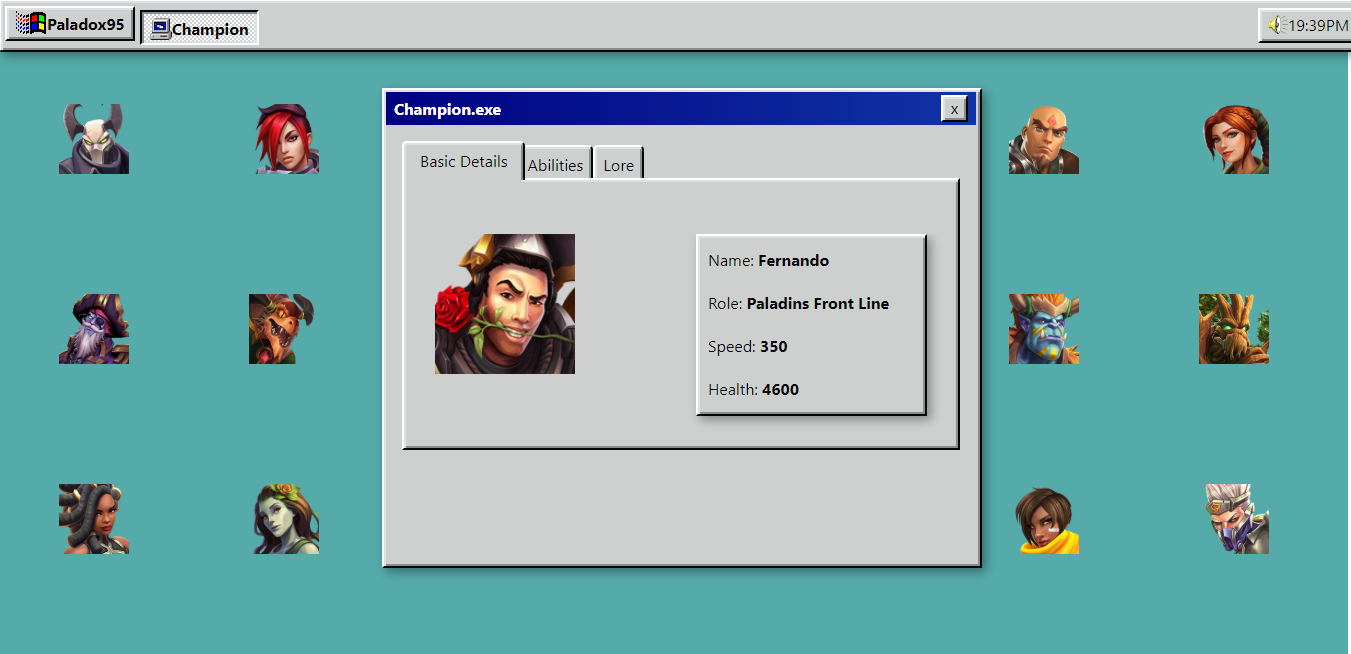 Paladox95
Champion
19:39PM
Champion.exe
x
Basic Details
Abilities
Lore
Name: Fernando
Role: Paladins Front Line
Speed: 350
Health: 4600